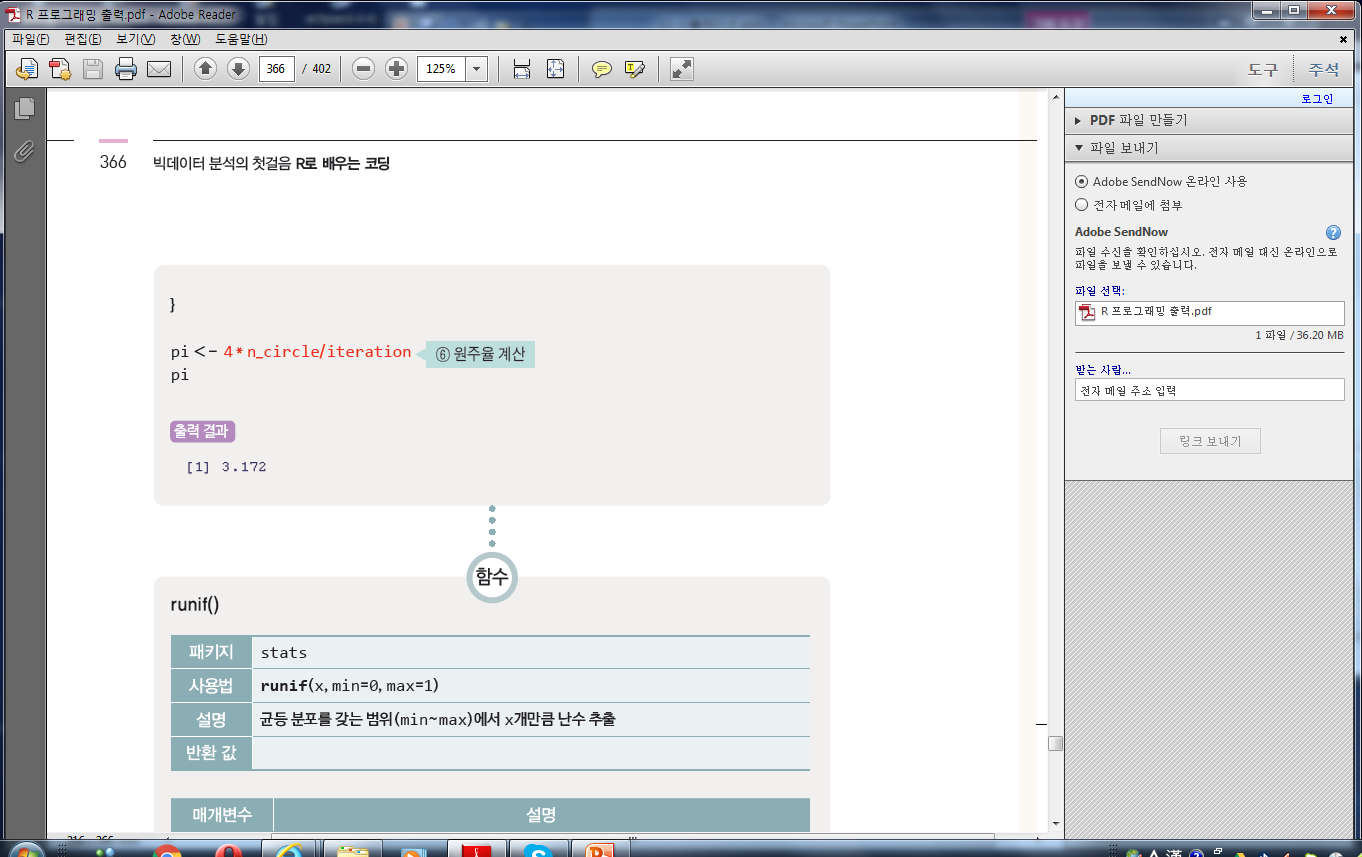 R 프로그래밍 출력.pdf - Adobe Reader
파일(F) 편집(E) 보기(V) 창(W) 도움말(H)
366 / 402 125%
도구 주석
로그인
PDF 파일 만들기
파일 보내기
Adobe SendNow 온라인 사용
전자 메일에 첨부
Adobe SendNow
파일 수신을 확인하십시오. 전자 메일 대신 온라인으로
파일을 보낼 수 있습니다.
파일 선택:
R 프로그래밍 출력.pdf
1 파일 / 36.20 MB
받는 사람...
전자 메일 주소 입력
링크 보내기
366 빅데이터 분석의 첫걸음 R로 배우는 코딩
}
pi <- 4*n_circle/iteration ⑥ 원주율 계산
pi
출력 결과
[1] 3.172
함수
runif()
패키지 stats
사용법 runif(x, min=0, max=1)
설명 균등 분포를 갖는 범위(min~max)에서 x개만큼 난수 추출
반환 값
매개변수 설명